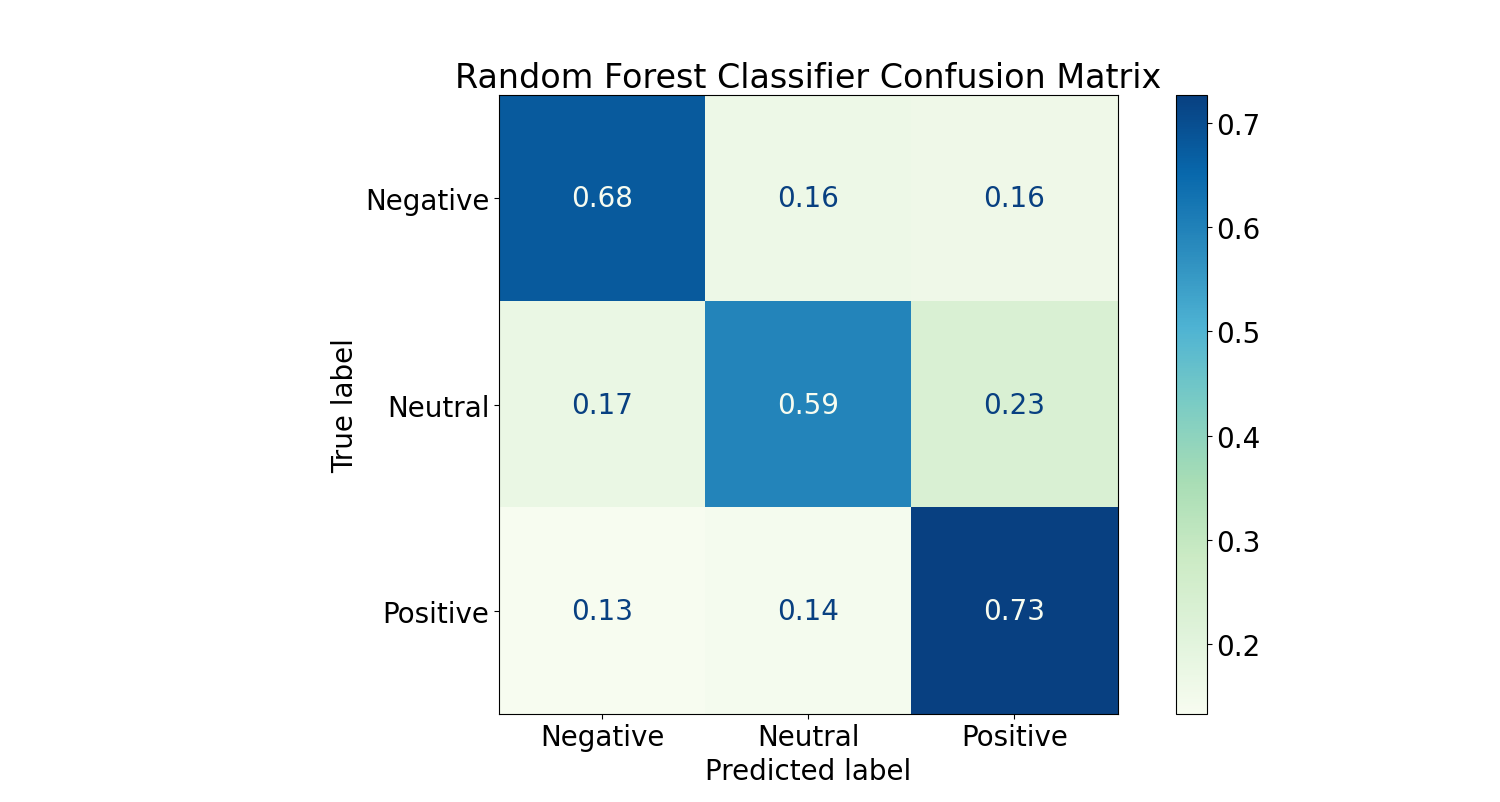 Random Forest Classifier Confusion Matrix
Negative 0.68 0.16 0.16
Neutral 0.17 0.59 0.23
Positive 0.13 0.14 0.73
Negative Neutral Positive
Predicted label
True label
0.7
0.6
0.5
0.4
0.3
0.2